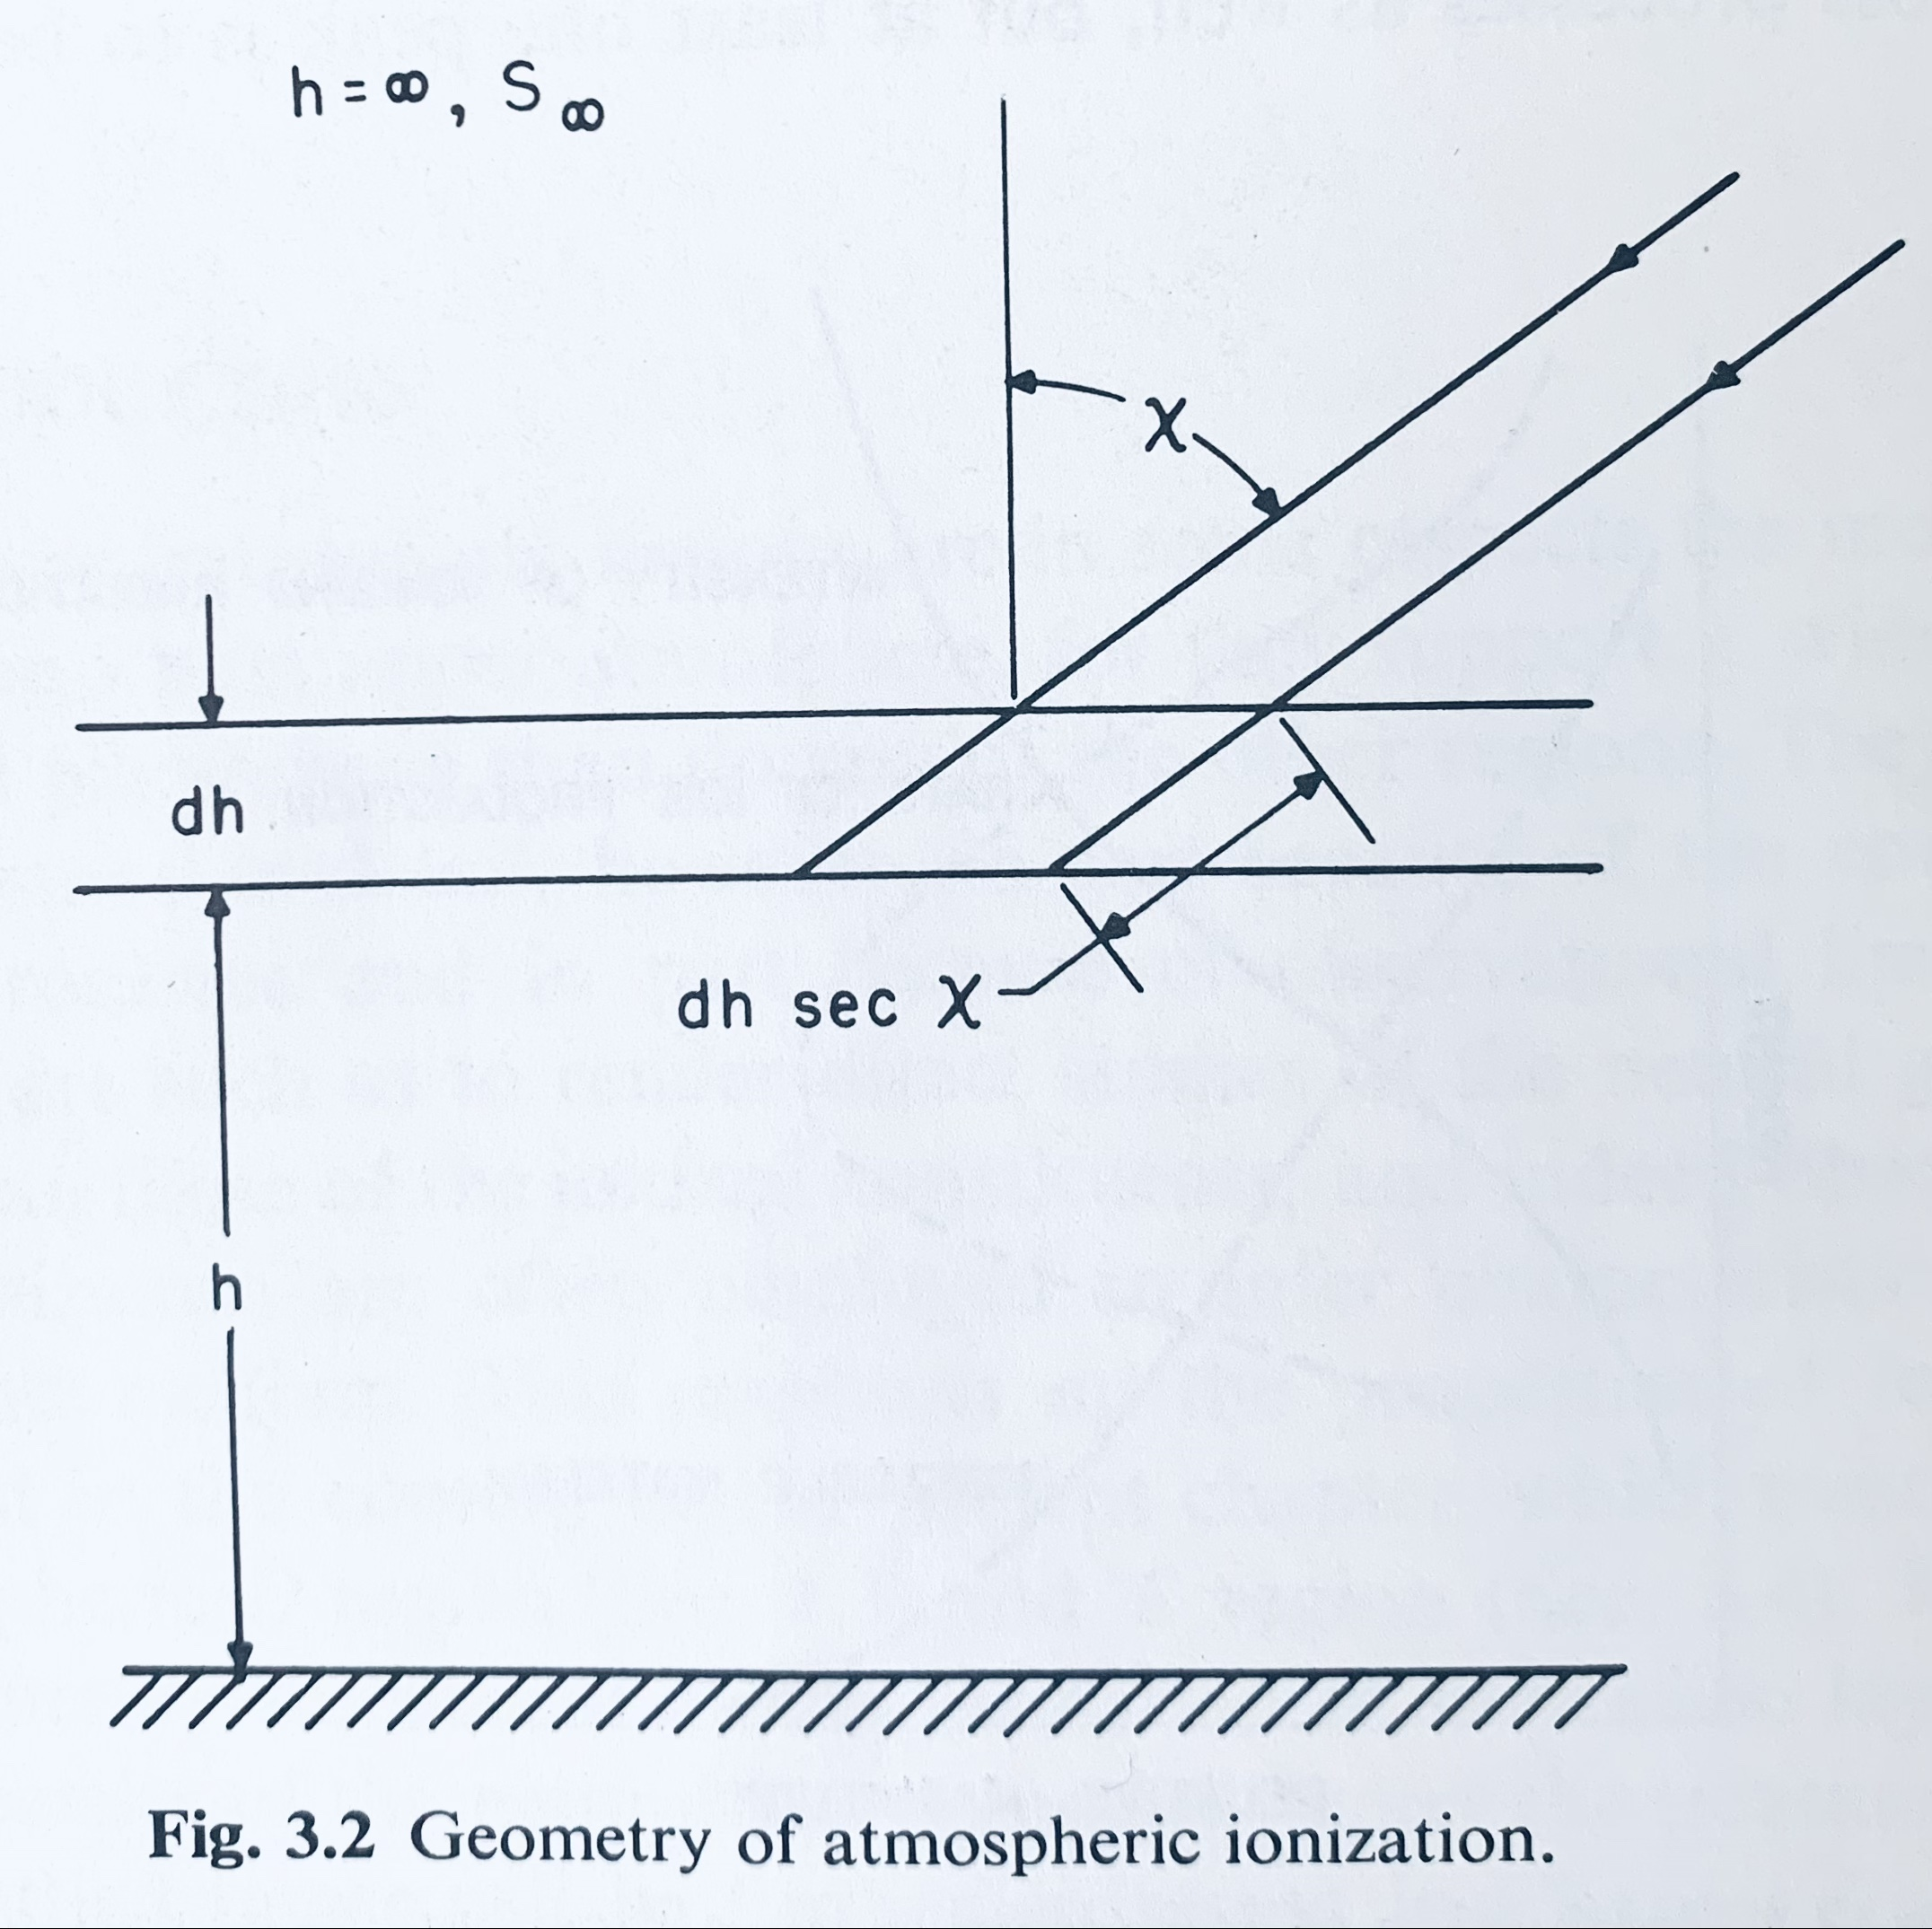 h = ∞, S∞
χ
dh
dh sec χ
h
Fig. 3.2 Geometry of atmospheric ionization.